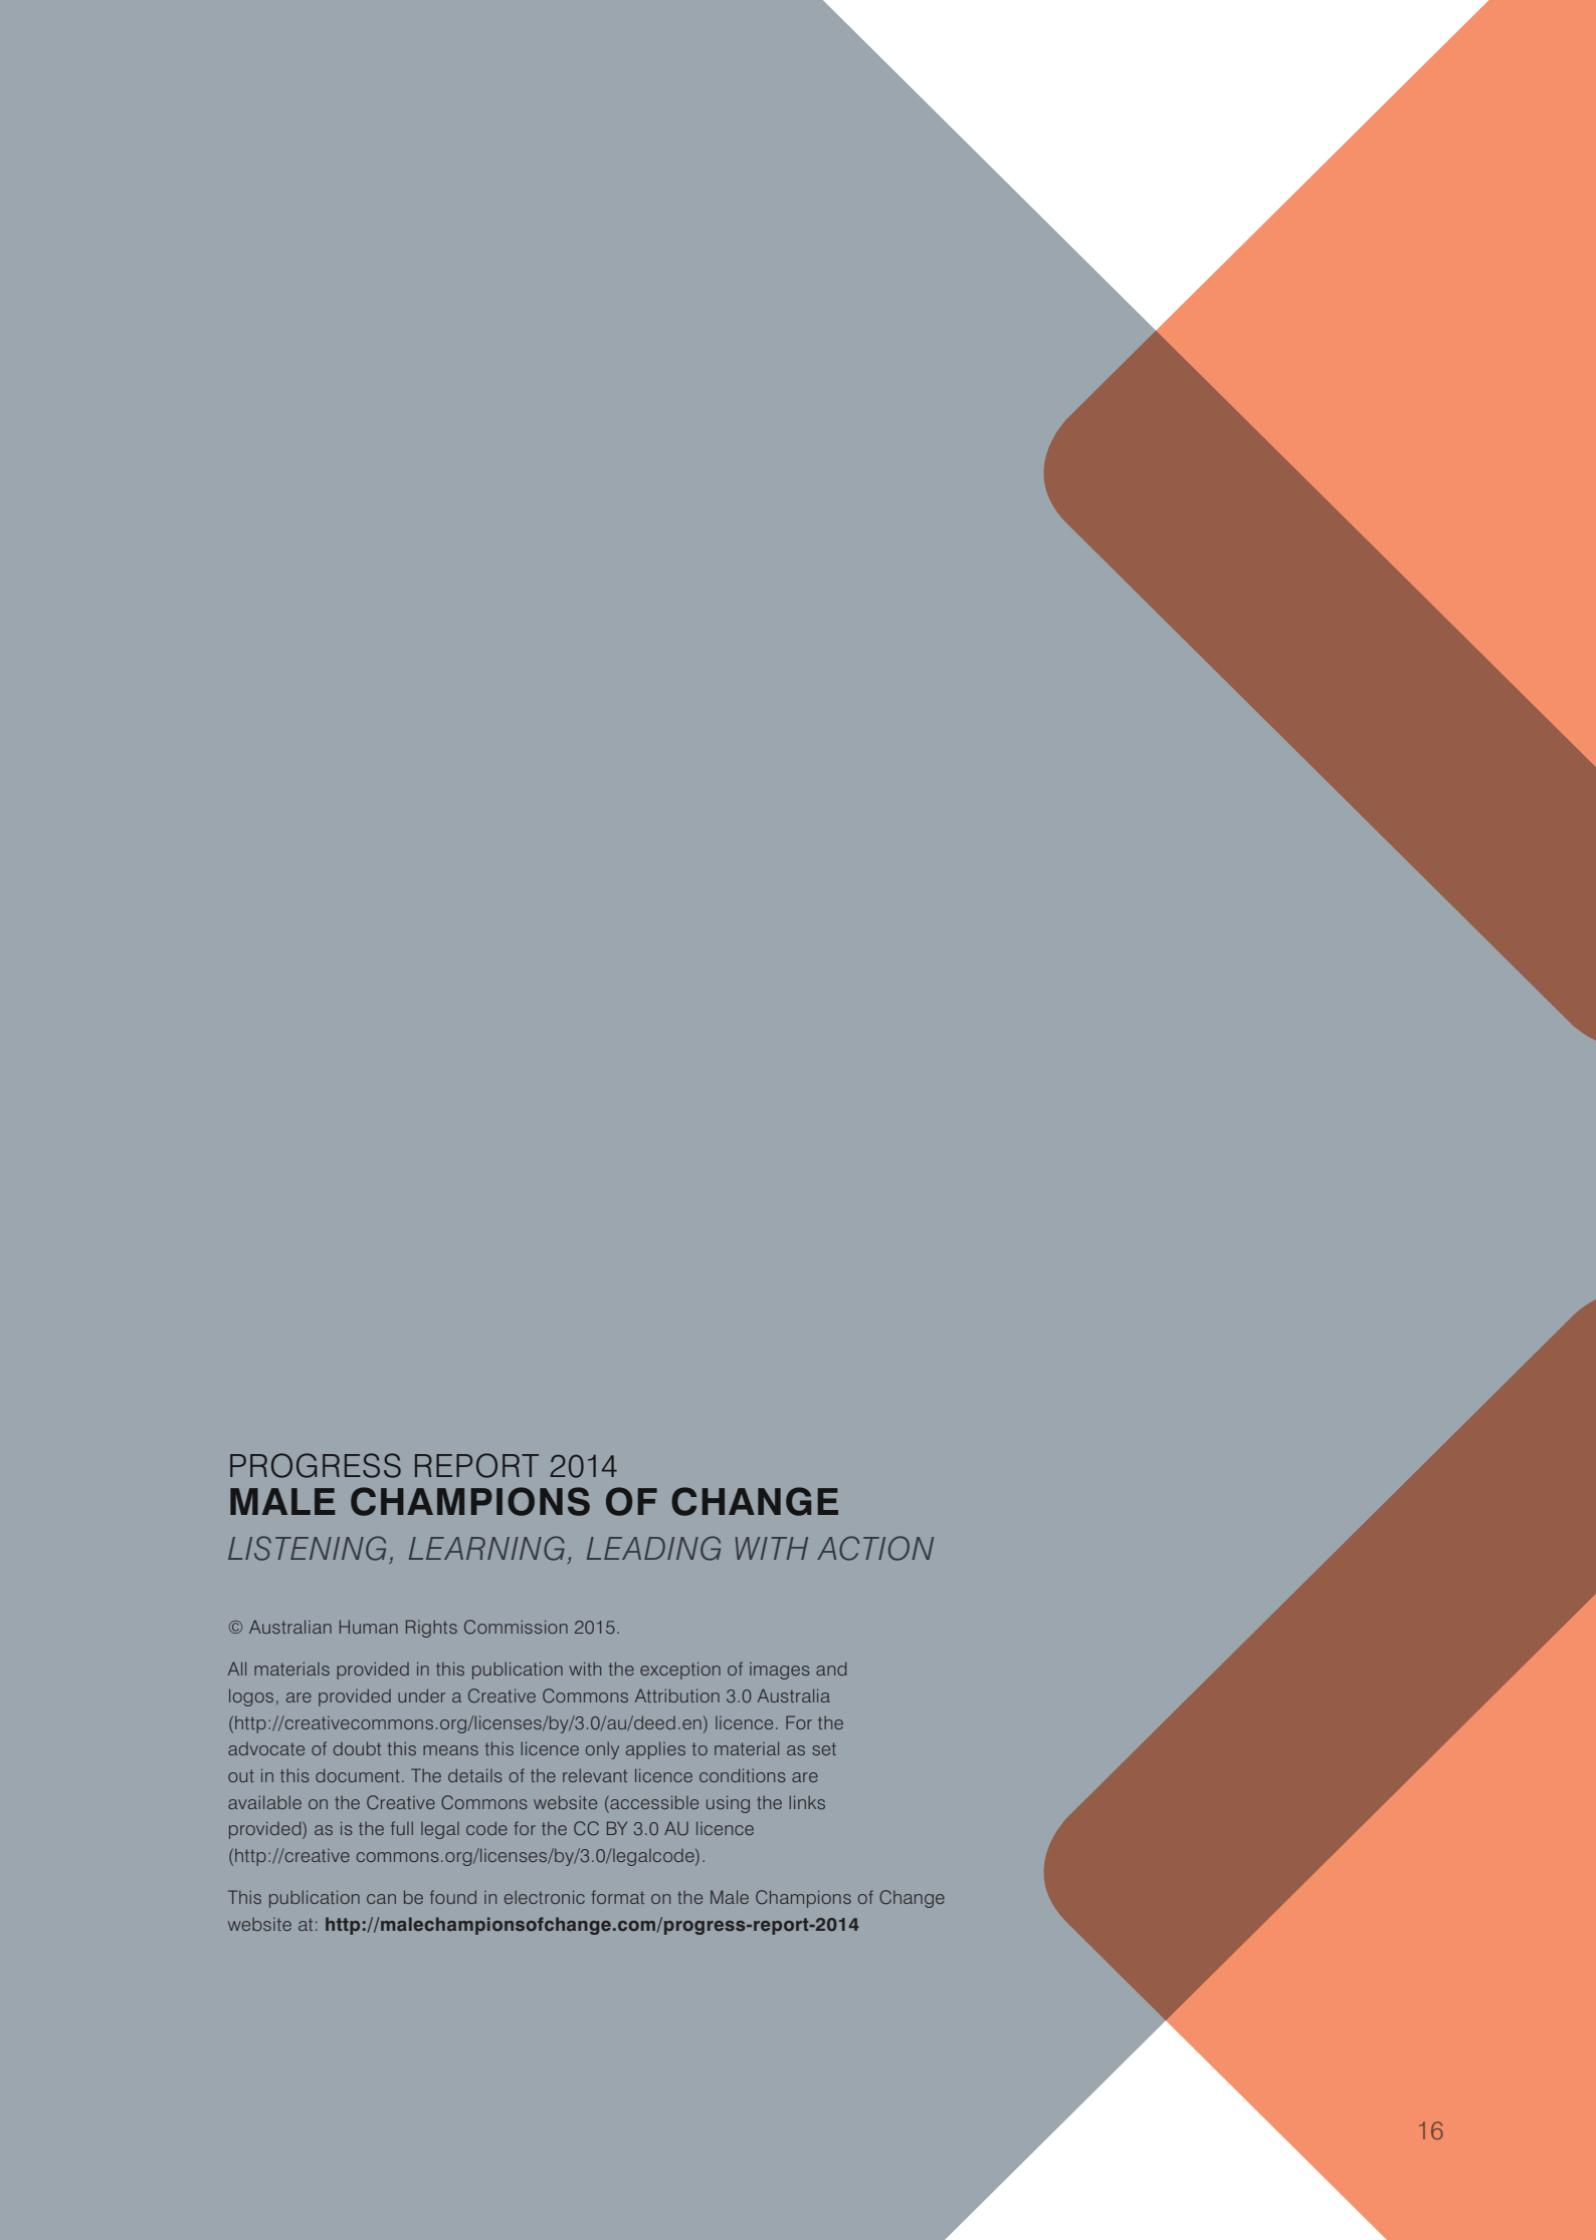 PROGRESS REPORT 2014
MALE CHAMPIONS OF CHANGE
LISTENING, LEARNING, LEADING WITH ACTION
© Australian Human Rights Commission 2015.
All materials provided in this publication with the exception of images and
logos, are provided under a Creative Commons Attribution 3.0 Australia
(http://creativecommons.org/licenses/by/3.0/au/deed.en) licence. For the
advocate of doubt this means this licence only applies to material as set
out in this document. The details of the relevant licence conditions are
available on the Creative Commons website (accessible using the links
provided) as is the full legal code for the CC BY 3.0 AU licence
(http://creative commons.org/licenses/by/3.0/legalcode).
This publication can be found in electronic format on the Male Champions of Change
website at: http://malechampionsofchange.com/progress-report-2014
16